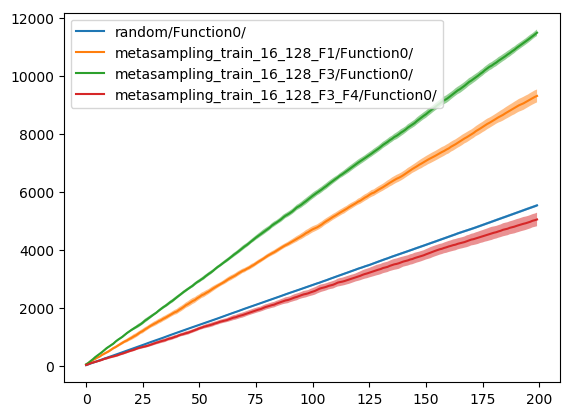 12000
10000
8000
6000
4000
2000
0
random/Function0/
metasampling_train_16_128_F1/Function0/
metasampling_train_16_128_F3/Function0/
metasampling_train_16_128_F3_F4/Function0/
0 25 50 75 100 125 150 175 200